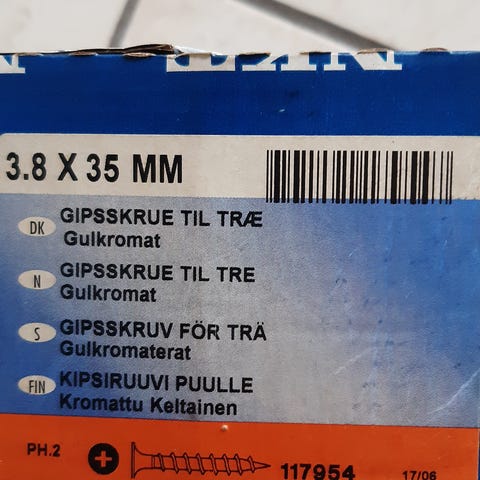 3.8 X 35 MM
DK GIPSSKRUE TIL TRÆ
Gulkromat
N GIPSSKRUE TIL TRE
Gulkromat
S GIPSSKRUV FÖR TRÄ
Gulkromaterat
FIN KIPSIRUUVI PUULLE
Kromattu Keltainen
PH.2 117954 17/06